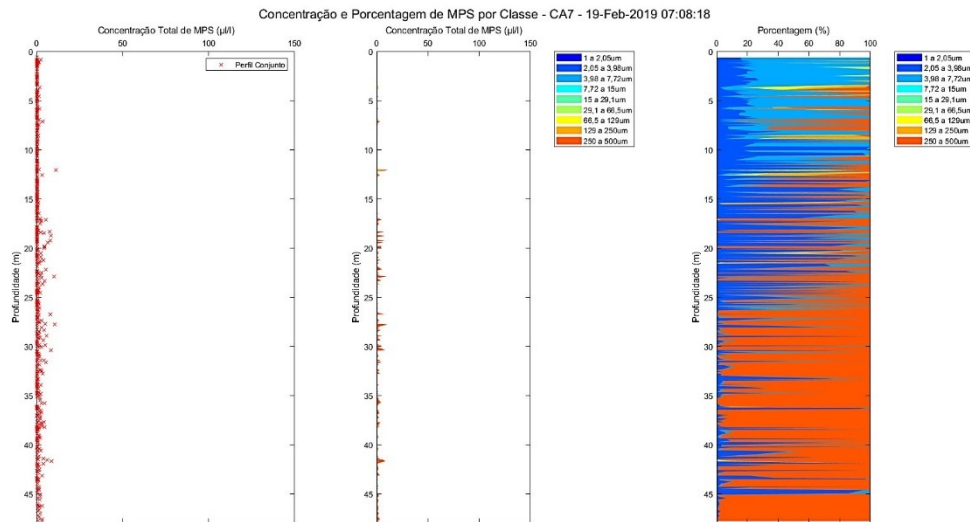 Concentração e Porcentagem de MPS por Classe - CA7 - 19-Feb-2019 07:08:18
Concentração Total de MPS (µl/l)
0 50 100 150
Profundidade (m)
0
5
10
15
20
25
30
35
40
45
Perfil Conjunto
Concentração Total de MPS (µl/l)
0 50 100 150
Profundidade (m)
0
5
10
15
20
25
30
35
40
45
1 a 2,05um
2,05 a 3,98um
3,98 a 7,72um
7,72 a 15um
15 a 29,1um
29,1 a 66,5um
66,5 a 129um
129 a 250um
250 a 500um
Porcentagem (%)
0 20 40 60 80 100
Profundidade (m)
0
5
10
15
20
25
30
35
40
45
1 a 2,05um
2,05 a 3,98um
3,98 a 7,72um
7,72 a 15um
15 a 29,1um
29,1 a 66,5um
66,5 a 129um
129 a 250um
250 a 500um